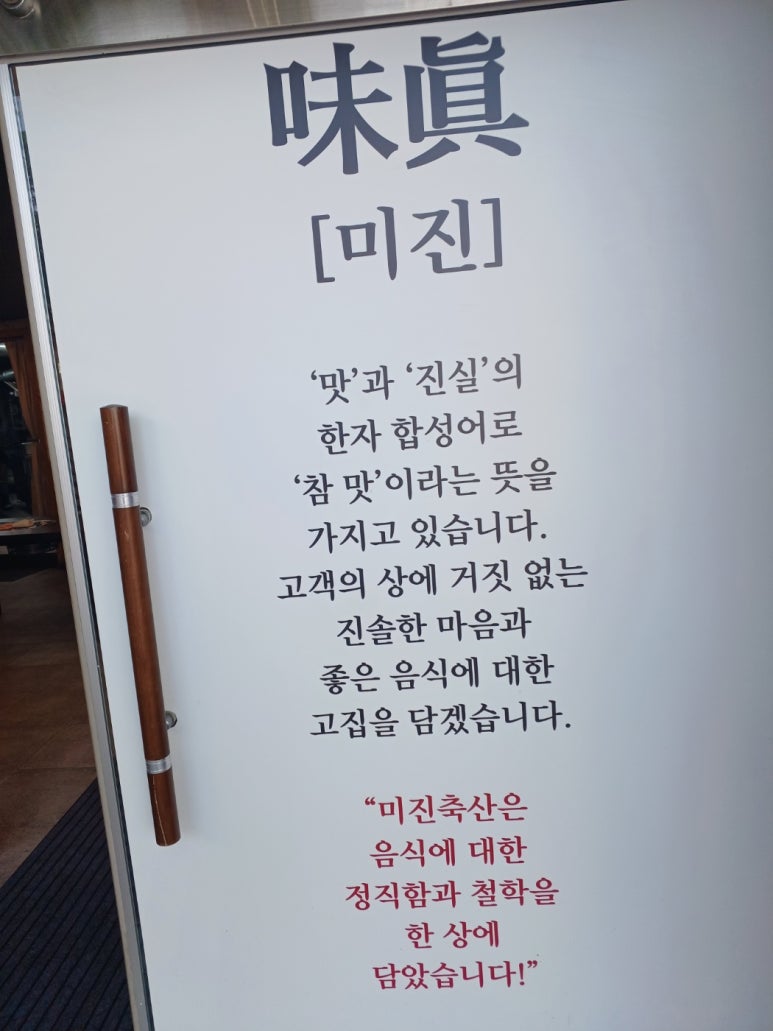 味眞
[미진]
‘맛’과 ‘진실’의
한자 합성어로
‘참 맛’이라는 뜻을
가지고 있습니다.
고객의 상에 거짓 없는
진솔한 마음과
좋은 음식에 대한
고집을 담겠습니다.
“미진축산은
음식에 대한
정직함과 철학을
한 상에
담았습니다!”